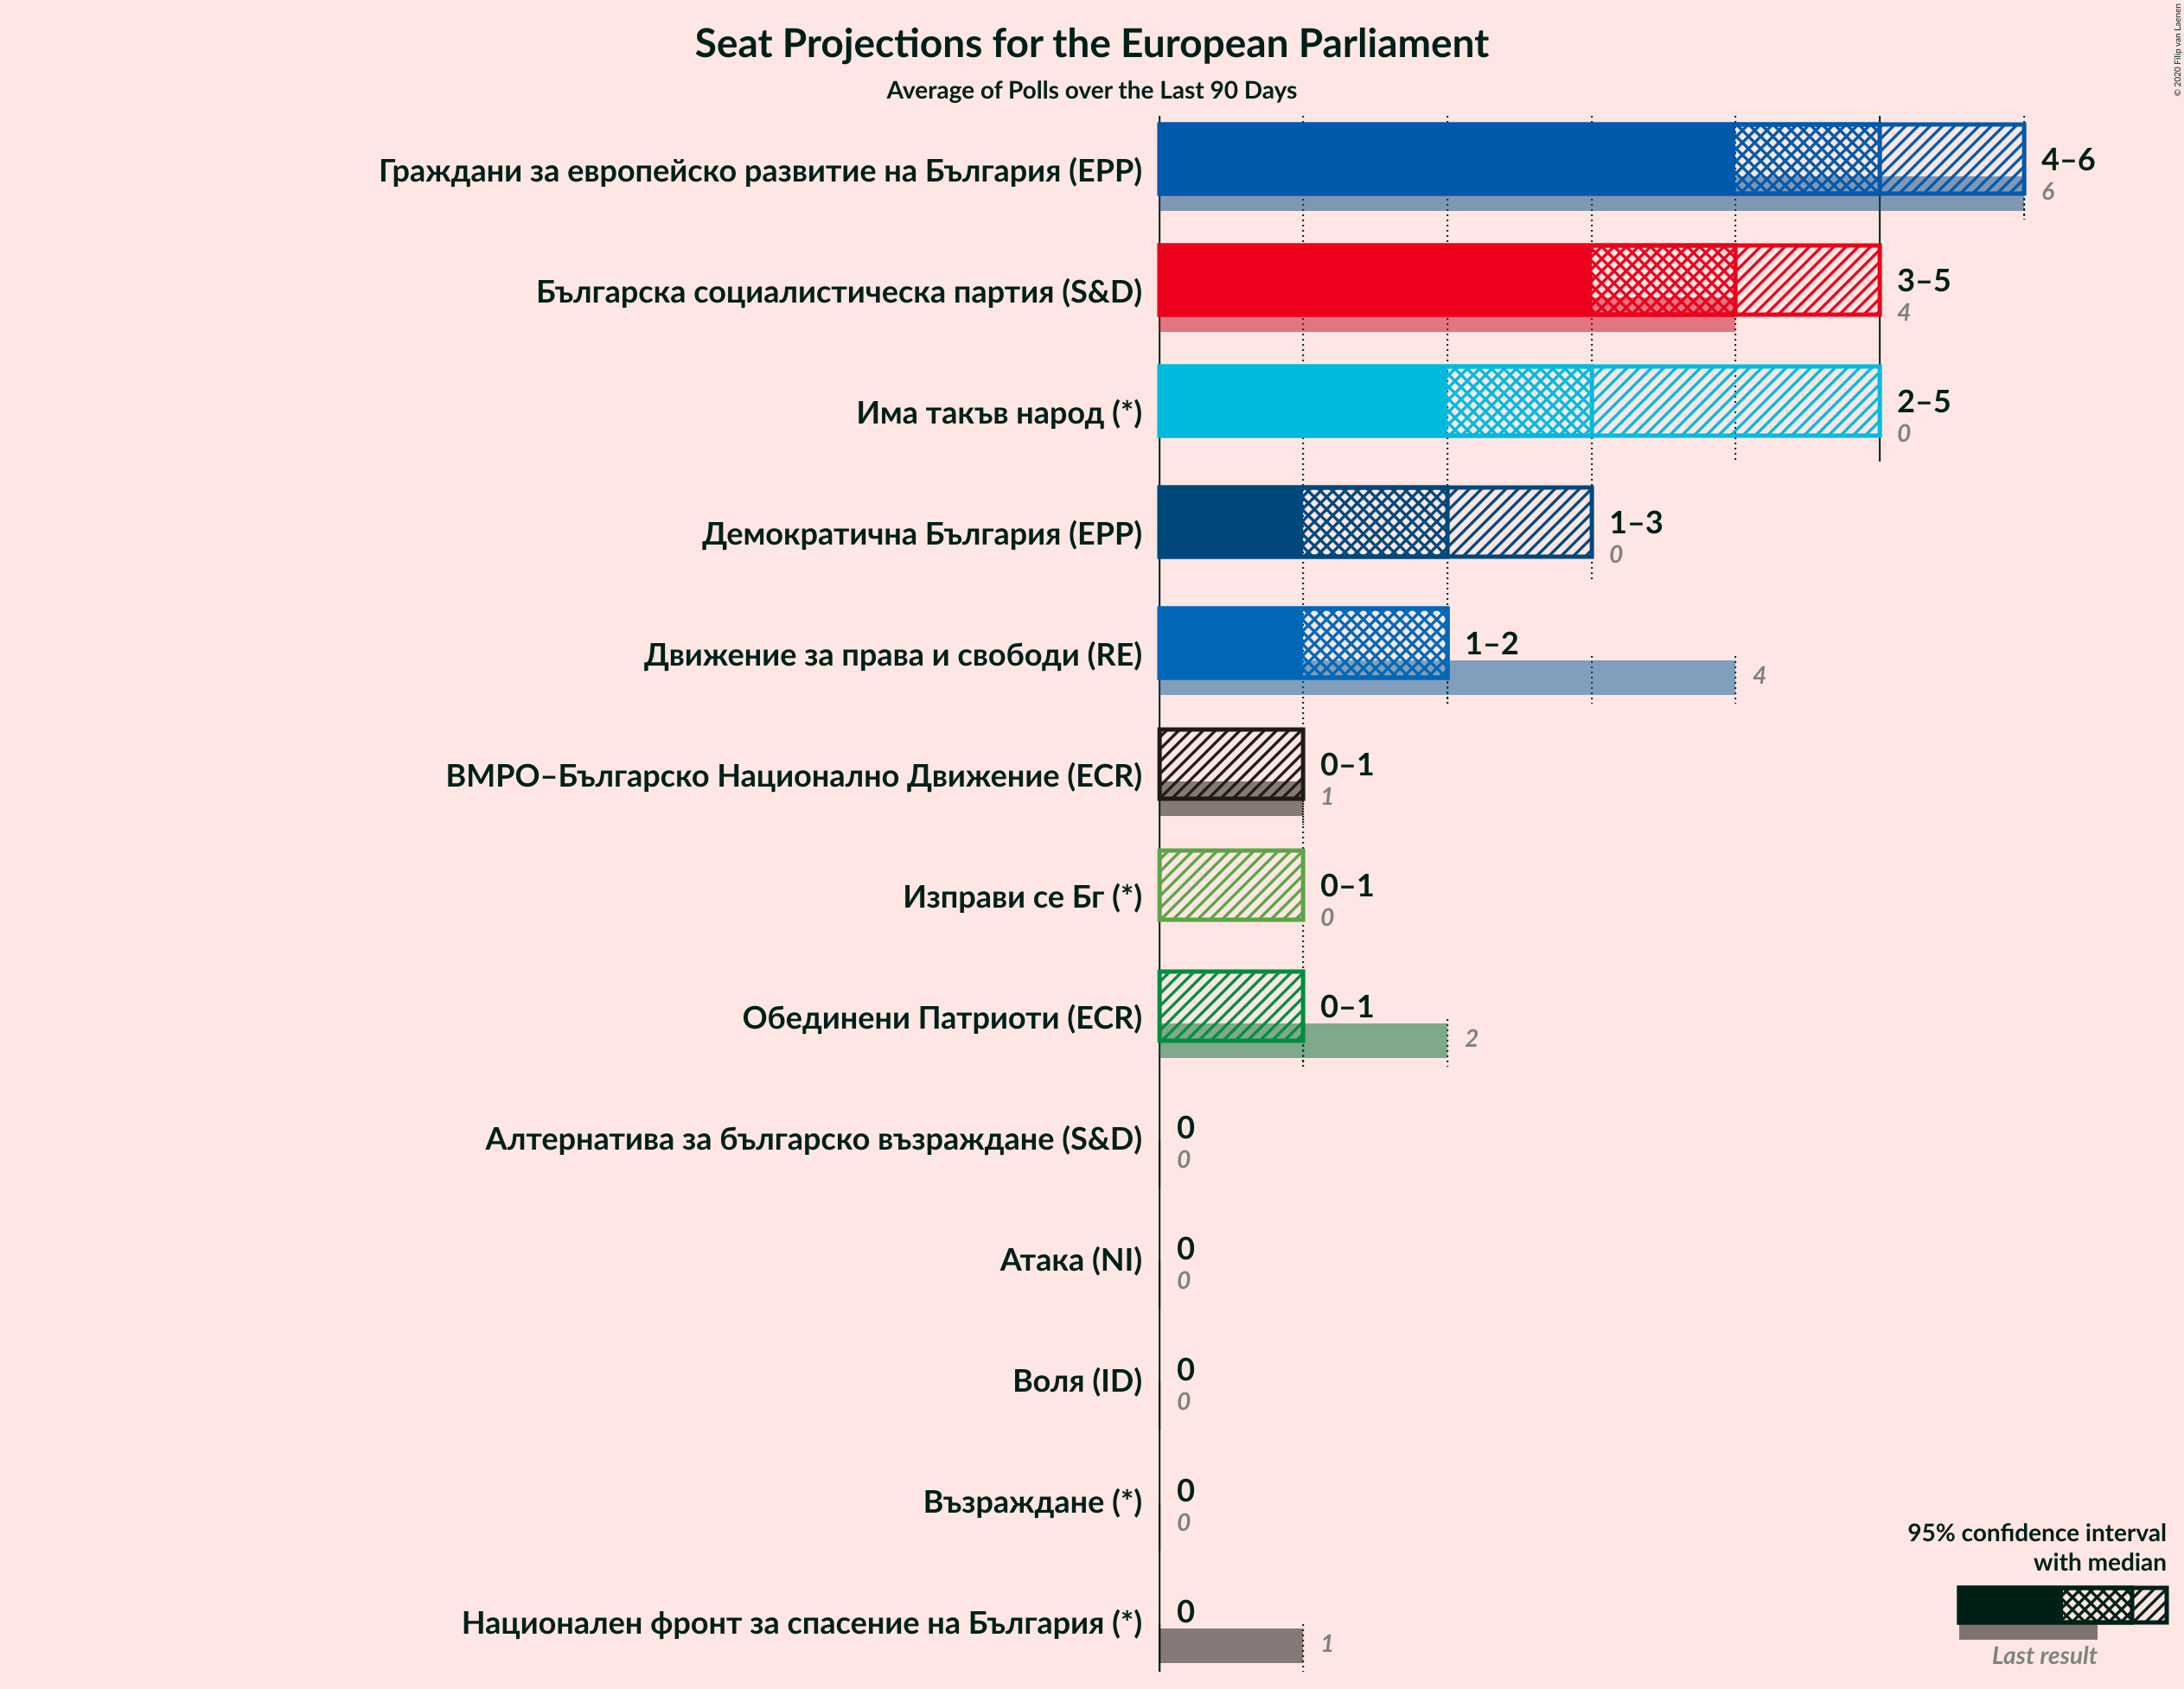 Seat Projections for the European Parliament
Average of Polls over the Last 90 Days
© 2020 Filip van Laenen
Граждани за европейско развитие на България (EPP)
4–6
6
Българска социалистическа партия (S&D)
3–5
4
Има такъв народ (*)
2–5
0
Демократична България (EPP)
1–3
0
Движение за права и свободи (RE)
1–2
4
ВМРО–Българско Национално Движение (ECR)
0–1
1
Изправи се Бг (*)
0–1
0
Обединени Патриоти (ECR)
0–1
2
Алтернатива за българско възраждане (S&D)
0
0
Атака (NI)
0
0
Воля (ID)
0
0
Възраждане (*)
0
0
Национален фронт за спасение на България (*)
0
1
95% confidence interval
with median
Last result